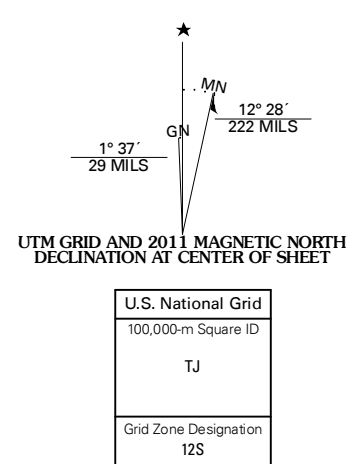 MN
12° 28´
222 MILS
GN
1° 37´
29 MILS
UTM GRID AND 2011 MAGNETIC NORTH
DECLINATION AT CENTER OF SHEET
U.S. National Grid
100,000-m Square ID
TJ
Grid Zone Designation
12S